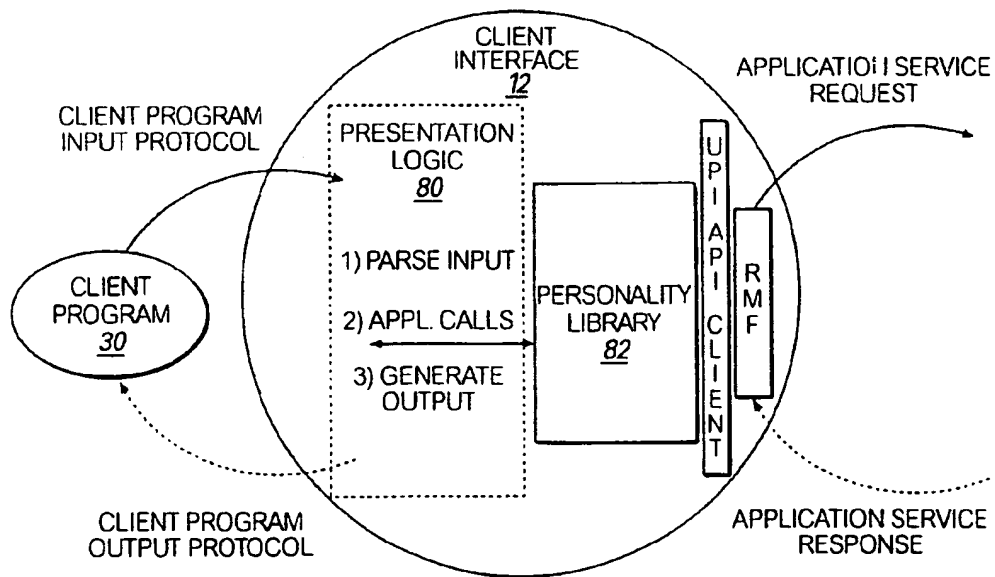 CLIENT
INTERFACE
12
APPLICATION SERVICE
REQUEST
CLIENT PROGRAM
INPUT PROTOCOL
PRESENTATION
LOGIC
80
1) PARSE INPUT
2) APPL. CALLS
3) GENERATE
OUTPUT
CLIENT
PROGRAM
30
PERSONALITY
LIBRARY
82
UPI API CLIENT
RMF
CLIENT PROGRAM
OUTPUT PROTOCOL
APPLICATION SERVICE
RESPONSE